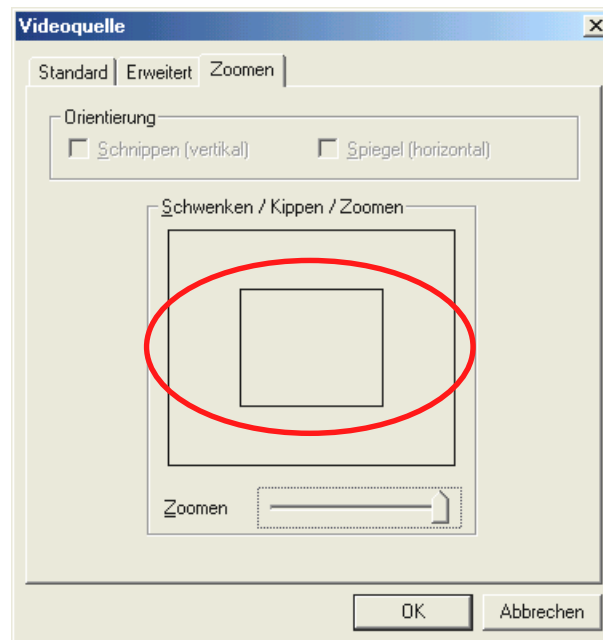 Videoquelle
Standard Erweitert Zoomen
Orientierung
Schnippen (vertikal) Spiegel (horizontal)
Schwenken / Kippen / Zoomen
Zoomen
OK Abbrechen